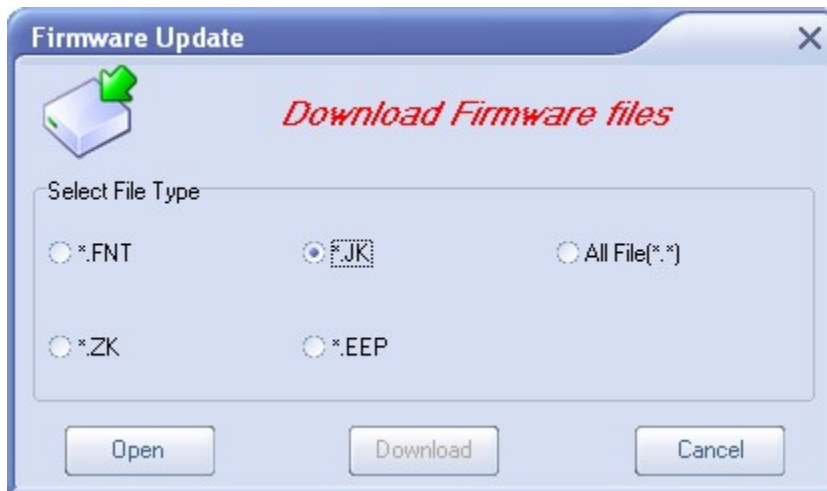 Firmware Update
Download Firmware files
Select File Type
*.FNT
*.JK
All File(*.*)
*.ZK
*.EEP
Open
Download
Cancel